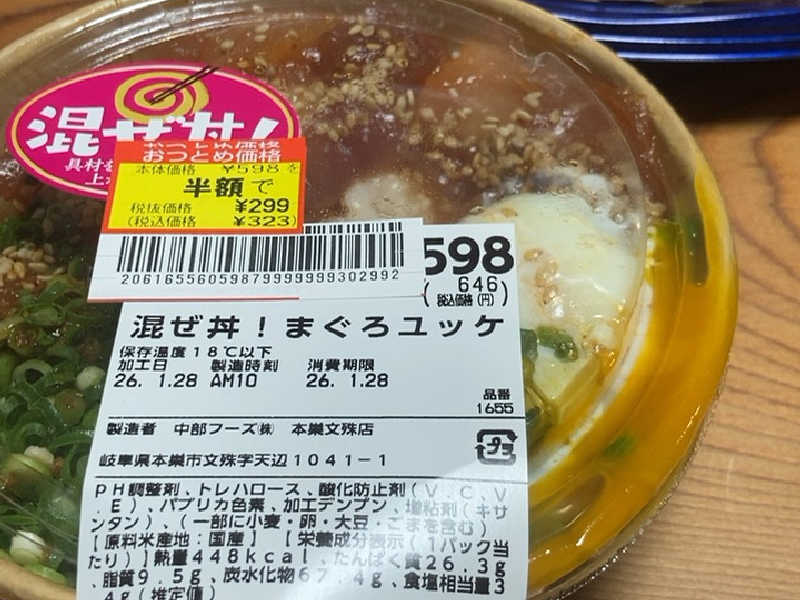 混ぜ丼!
具材を
上
おつとめ価格
おつとめ価格
本体価格 ¥598を
半額で
税抜価格 ¥299
(税込価格 ¥323)
20616556059879999999302992
598
( 646 )
税込価格(円)
混ぜ丼!まぐろユッケ
保存温度18℃以下
加工日 製造時刻 消費期限
26. 1.28 AM10 26. 1.28
品番
1655
製造者 中部フーズ㈱ 本巣文殊店
プラ
岐阜県本巣市文殊字天辺1041-1
PH調整剤、トレハロース、酸化防止剤(V.C、V
.E)、パプリカ色素、加工デンプン、増粘剤(キサ
ンタン)、(一部に小麦・卵・大豆・ごまを含む)
[原料米産地:国産] [栄養成分表示(1パック当
たり)]熱量448kcal、たんぱく質26.3g
、脂質9.5g、炭水化物67.4g、食塩相当量3
.4g(推定値)